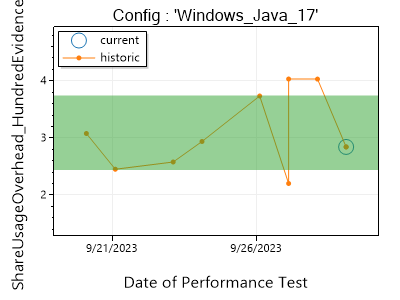 Config : 'Windows_Java_17'
current
historic
ShareUsageOverhead_HundredEvidence
4
3
2
9/21/2023
9/26/2023
Date of Performance Test